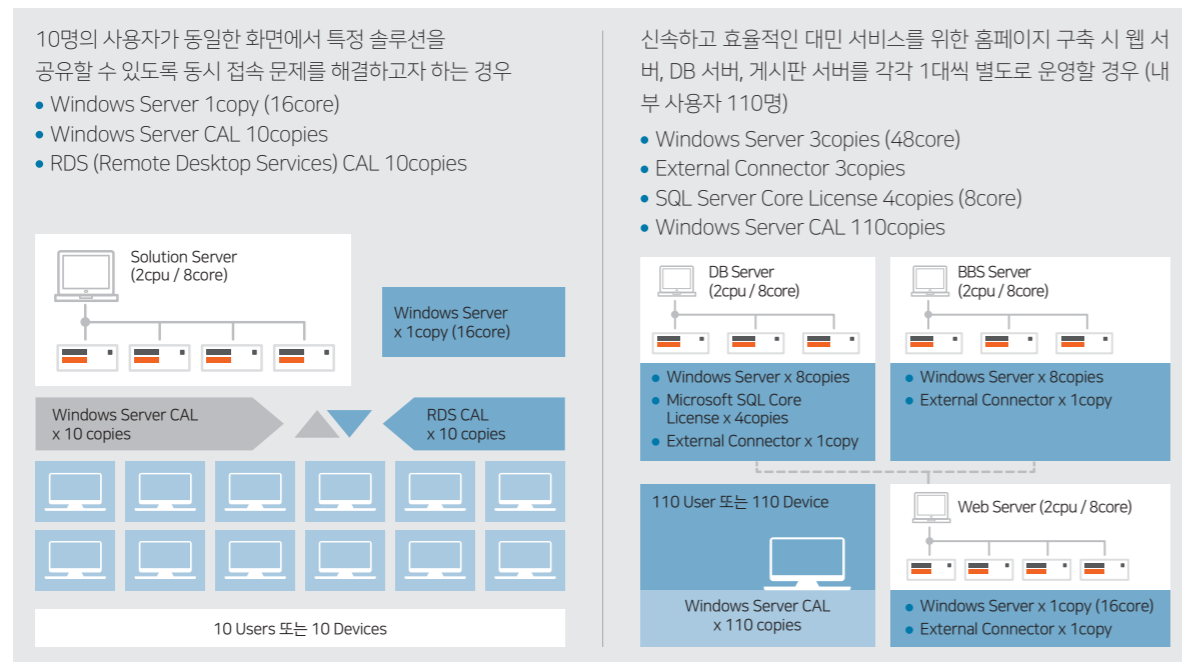 10명의 사용자가 동일한 화면에서 특정 솔루션을
공유할 수 있도록 동시 접속 문제를 해결하고자 하는 경우
• Windows Server 1copy (16core)
• Windows Server CAL 10copies
• RDS (Remote Desktop Services) CAL 10copies
Solution Server
(2cpu / 8core)
Windows Server
x 1copy (16core)
Windows Server CAL
x 10 copies
RDS CAL
x 10 copies
10 Users 또는 10 Devices
신속하고 효율적인 대민 서비스를 위한 홈페이지 구축 시 웹 서
버, DB 서버, 게시판 서버를 각각 1대씩 별도로 운영할 경우 (내
부 사용자 110명)
• Windows Server 3copies (48core)
• External Connector 3copies
• SQL Server Core License 4copies (8core)
• Windows Server CAL 110copies
DB Server
(2cpu / 8core)
• Windows Server x 8copies
• Microsoft SQL Core
License x 4copies
• External Connector x 1copy
BBS Server
(2cpu / 8core)
• Windows Server x 8copies
• External Connector x 1copy
110 User 또는 110 Device
Windows Server CAL
x 110 copies
Web Server (2cpu / 8core)
• Windows Server x 1copy (16core)
• External Connector x 1copy